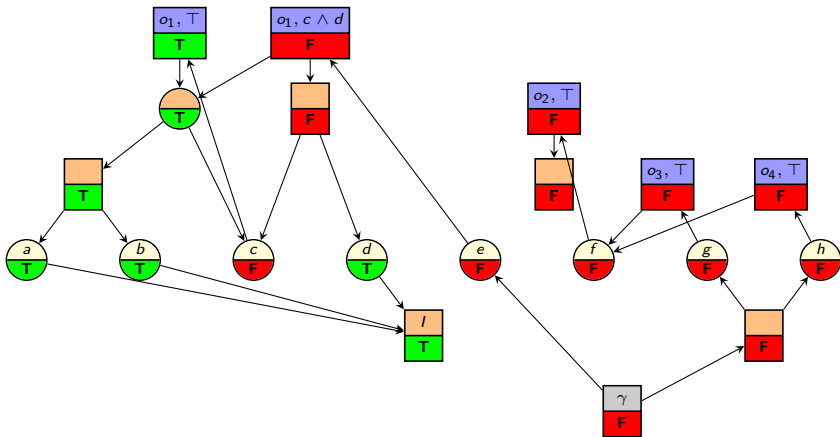 o₁, ⊤
T
o₁, c ∧ d
F
T
F
o₂, ⊤
F
T
F
o₃, ⊤
F
o₄, ⊤
F
a
T
b
T
c
F
d
T
e
F
f
F
g
F
h
F
I
T
F
γ
F